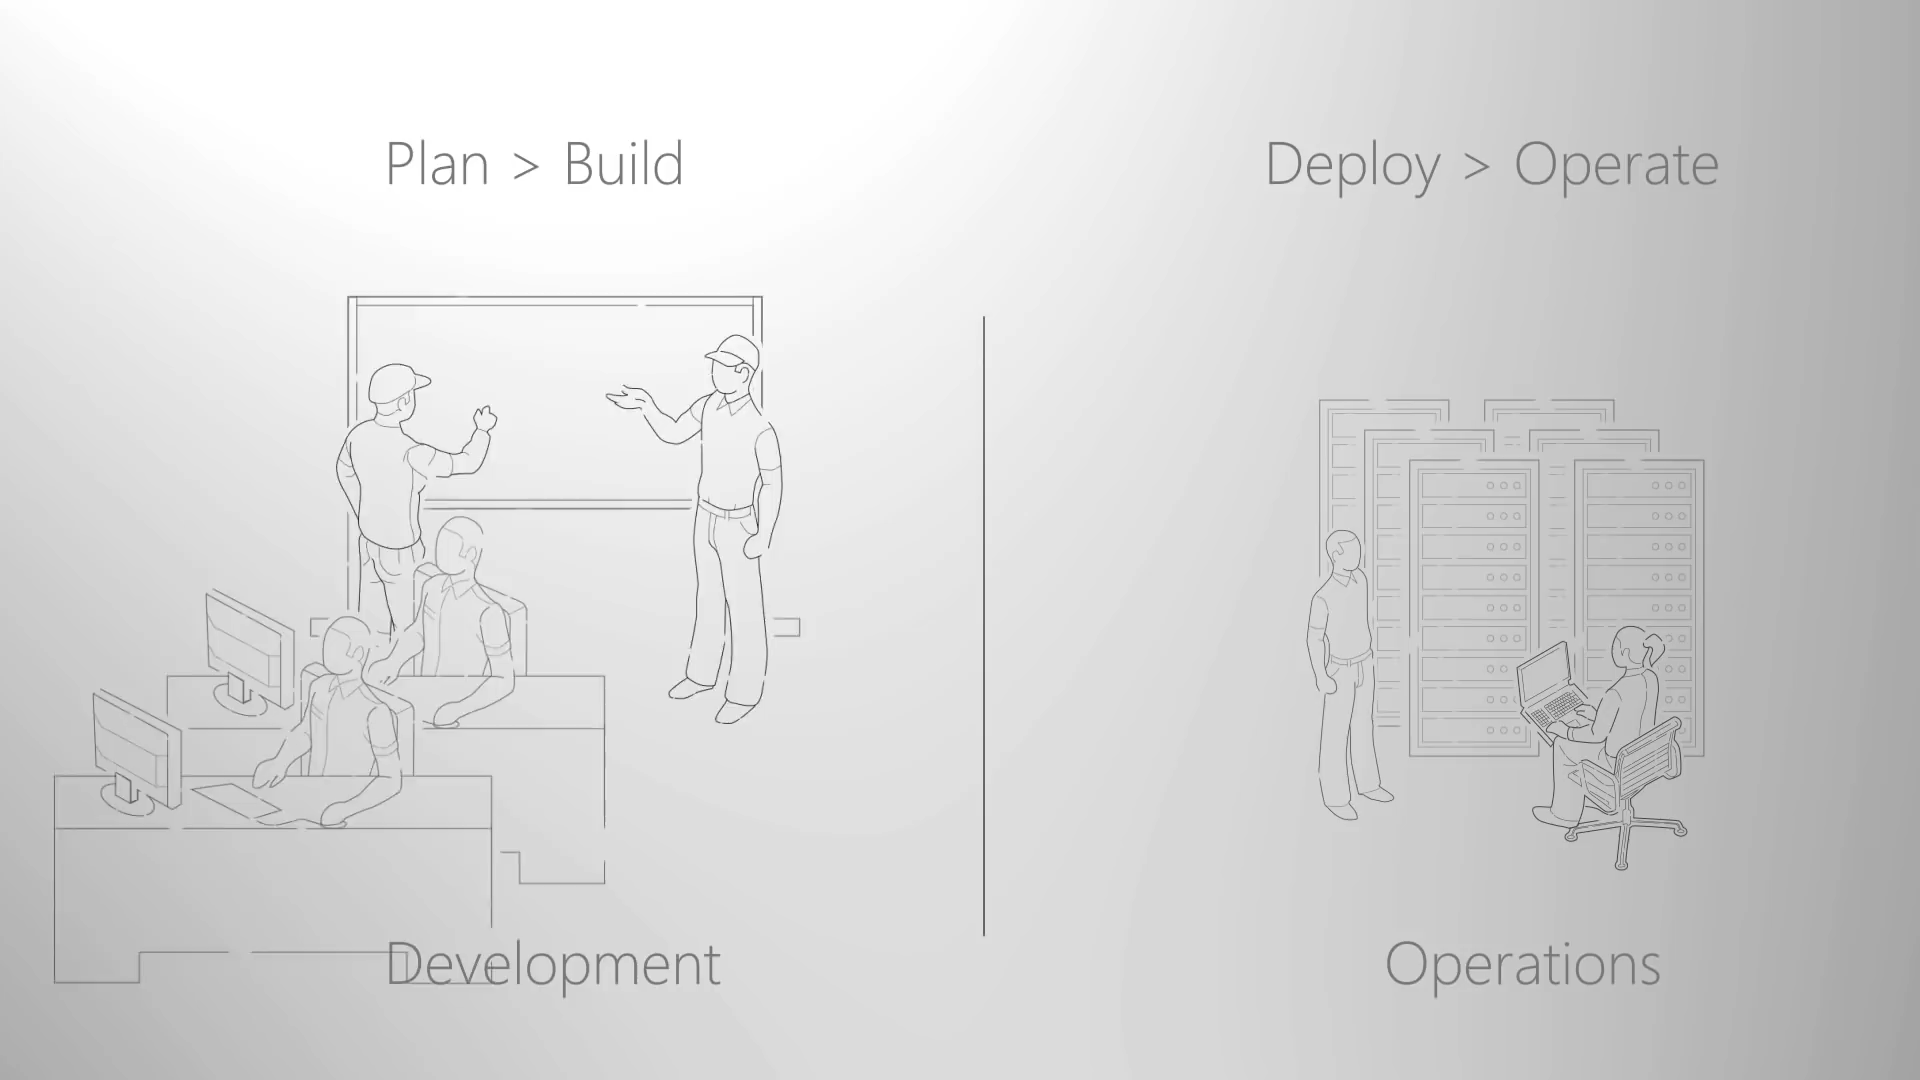 Plan > Build
Deploy > Operate
Development
Operations